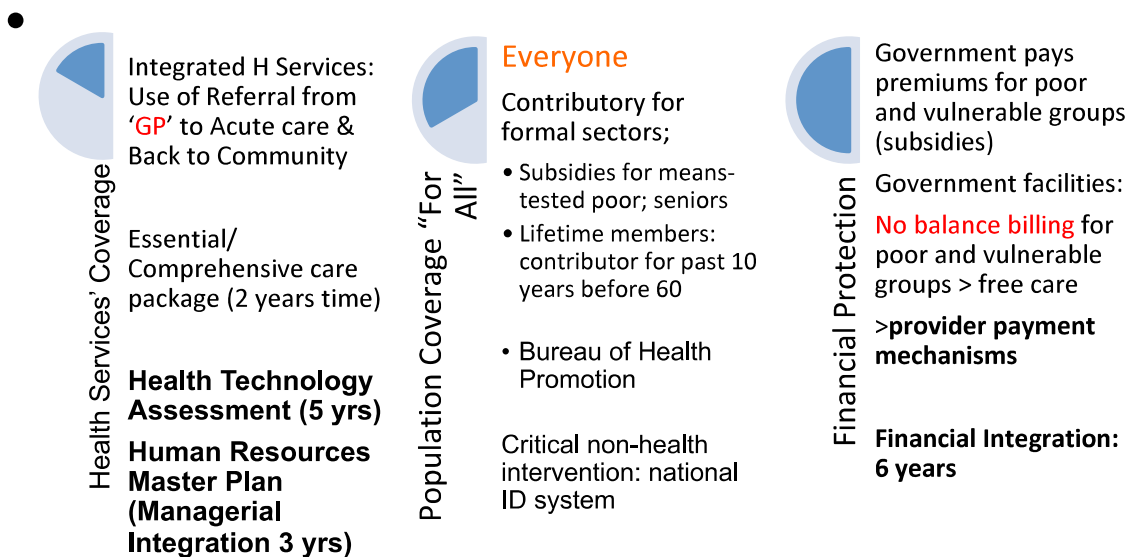 •
Health Services’ Coverage
Integrated H Services:
Use of Referral from
‘GP’ to Acute care &
Back to Community
Essential/
Comprehensive care
package (2 years time)
Health Technology
Assessment (5 yrs)
Human Resources
Master Plan
(Managerial
Integration 3 yrs)
Population Coverage “For
All”
Everyone
Contributory for
formal sectors;
• Subsidies for means-
tested poor; seniors
• Lifetime members:
contributor for past 10
years before 60
• Bureau of Health
Promotion
Critical non-health
intervention: national
ID system
Financial Protection
Government pays
premiums for poor
and vulnerable groups
(subsidies)
Government facilities:
No balance billing for
poor and vulnerable
groups > free care
>provider payment
mechanisms
Financial Integration:
6 years